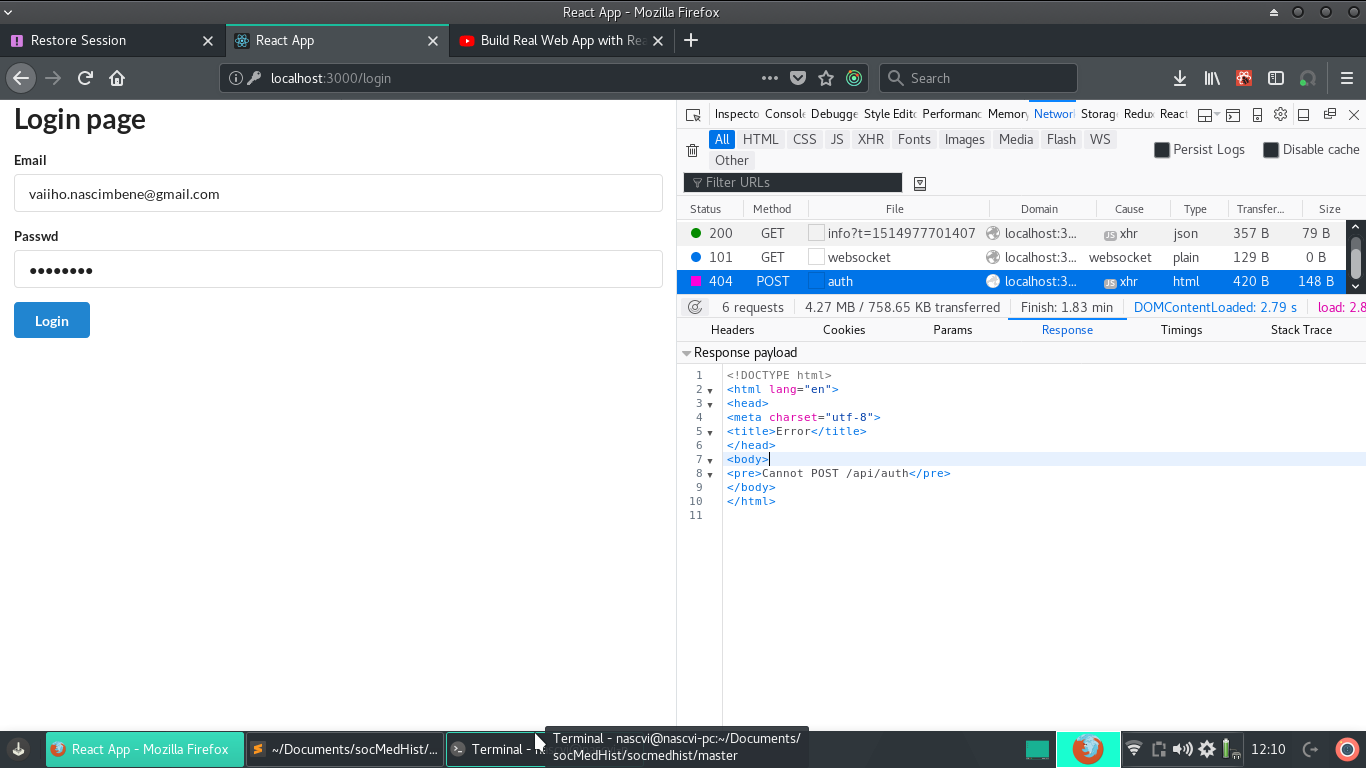 React App - Mozilla Firefox
Restore Session
React App
Build Real Web App with Rea
localhost:3000/login
Search
Login page
Email
vaiiho.nascimbene@gmail.com
Passwd
●●●●●●●●
Login
Inspecto Console Debugge Style Edito Performanc Memory Network Storag Redux React
All HTML CSS JS XHR Fonts Images Media Flash WS
Other
Persist Logs
Disable cache
Filter URLs
Status Method File Domain Cause Type Transfer... Size
200 GET info?t=1514977701407 localhost:3... JS xhr json 357 B 79 B
101 GET websocket localhost:3... websocket plain 129 B 0 B
404 POST auth localhost:3... JS xhr html 420 B 148 B
6 requests 4.27 MB / 758.65 KB transferred Finish: 1.83 min DOMContentLoaded: 2.79 s load: 2.8
Headers Cookies Params Response Timings Stack Trace
Response payload
1 <!DOCTYPE html>
2 <html lang="en">
3 <head>
4 <meta charset="utf-8">
5 <title>Error</title>
6 </head>
7 <body>
8 <pre>Cannot POST /api/auth</pre>
9 </body>
10 </html>
11
React App - Mozilla Firefox
~/Documents/socMedHist/...
Terminal -
Terminal - nascvi@nascvi-pc:~/Documents/
socMedHist/socmedhist/master
12:10